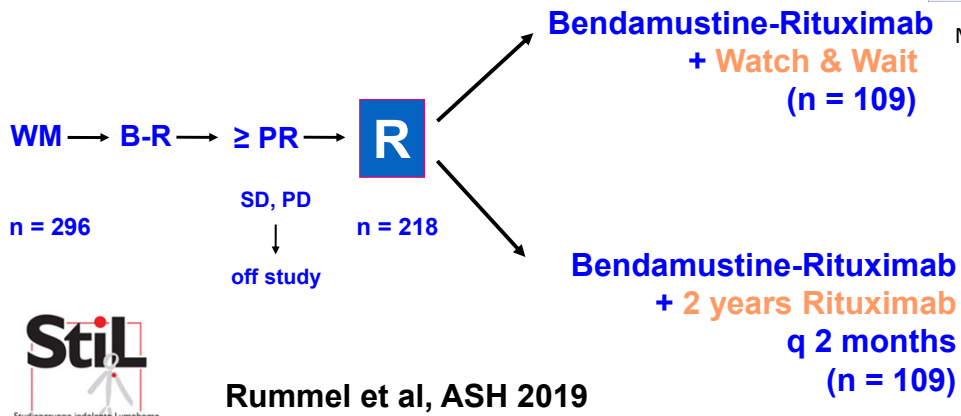 Bendamustine-Rituximab
+ Watch & Wait
(n = 109)
WM
B-R
≥ PR
R
n = 296
SD, PD
n = 218
off study
Bendamustine-Rituximab
+ 2 years Rituximab
q 2 months
(n = 109)
StiL
Rummel et al, ASH 2019